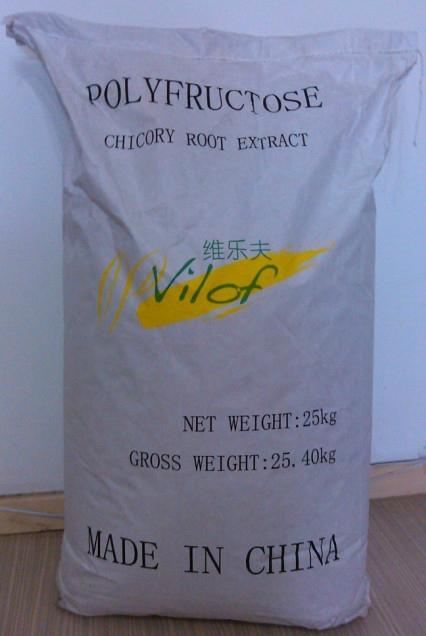 POLYFRUCTOSE
CHICORY ROOT EXTRACT
维乐夫
Vilof
NET WEIGHT:25kg
GROSS WEIGHT:25.40kg
MADE IN CHINA